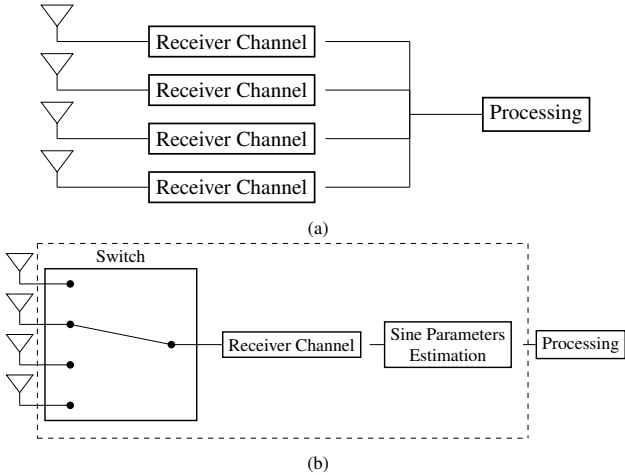 Receiver Channel
Receiver Channel
Receiver Channel
Receiver Channel
Processing
(a)
Switch
Receiver Channel
Sine Parameters
Estimation
Processing
(b)